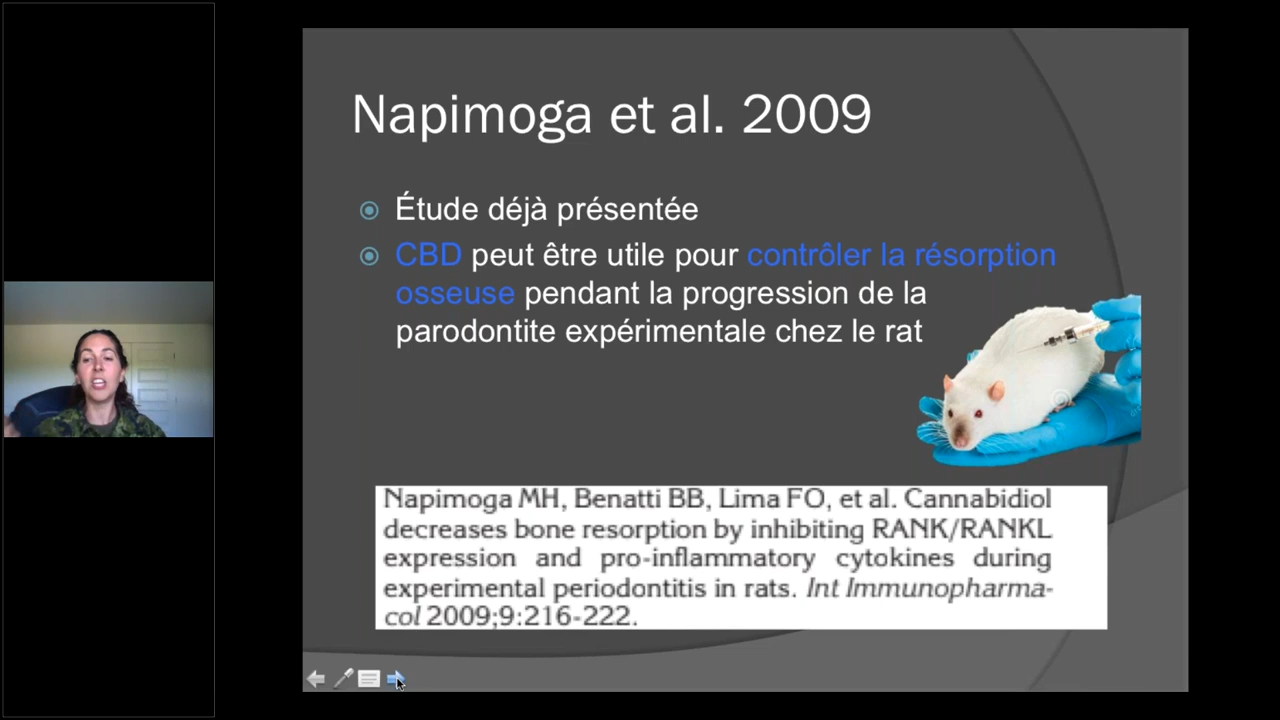 Napimoga et al. 2009
Étude déjà présentée
CBD peut être utile pour contrôler la résorption
osseuse pendant la progression de la
parodontite expérimentale chez le rat
Napimoga MH, Benatti BB, Lima FO, et al. Cannabidiol
decreases bone resorption by inhibiting RANK/RANKL
expression and pro-inflammatory cytokines during
experimental periodontitis in rats. Int Immunopharma-
col 2009;9:216-222.